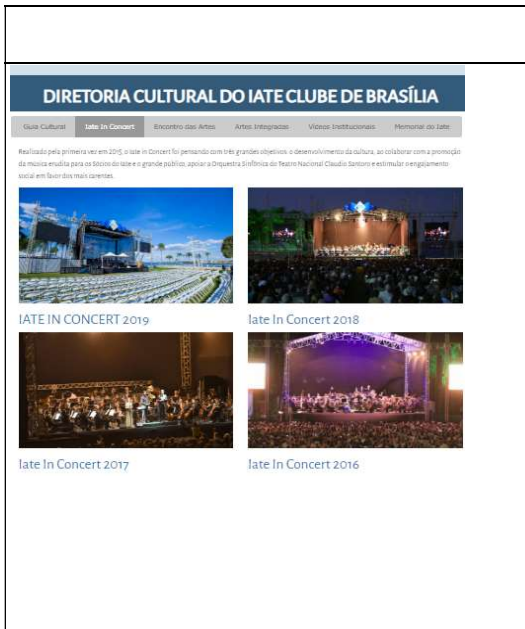 DIRETORIA CULTURAL DO IATE CLUBE DE BRASÍLIA
Guia Cultural Iate In Concert Encontro das Artes Artes Integradas Vídeos Institucionais Memorial do Iate
Realizado pela primeira vez em 2015, o Iate in Concert foi pensando com três grandes objetivos: o desenvolvimento da cultura, ao colaborar com a promoção
da música erudita para os Sócios do Iate e o grande público, apoiar a Orquestra Sinfônica do Teatro Nacional Claudio Santoro e estimular o engajamento
social em favor dos mais carentes.
IATE IN CONCERT 2019 Iate In Concert 2018
Iate In Concert 2017 Iate In Concert 2016